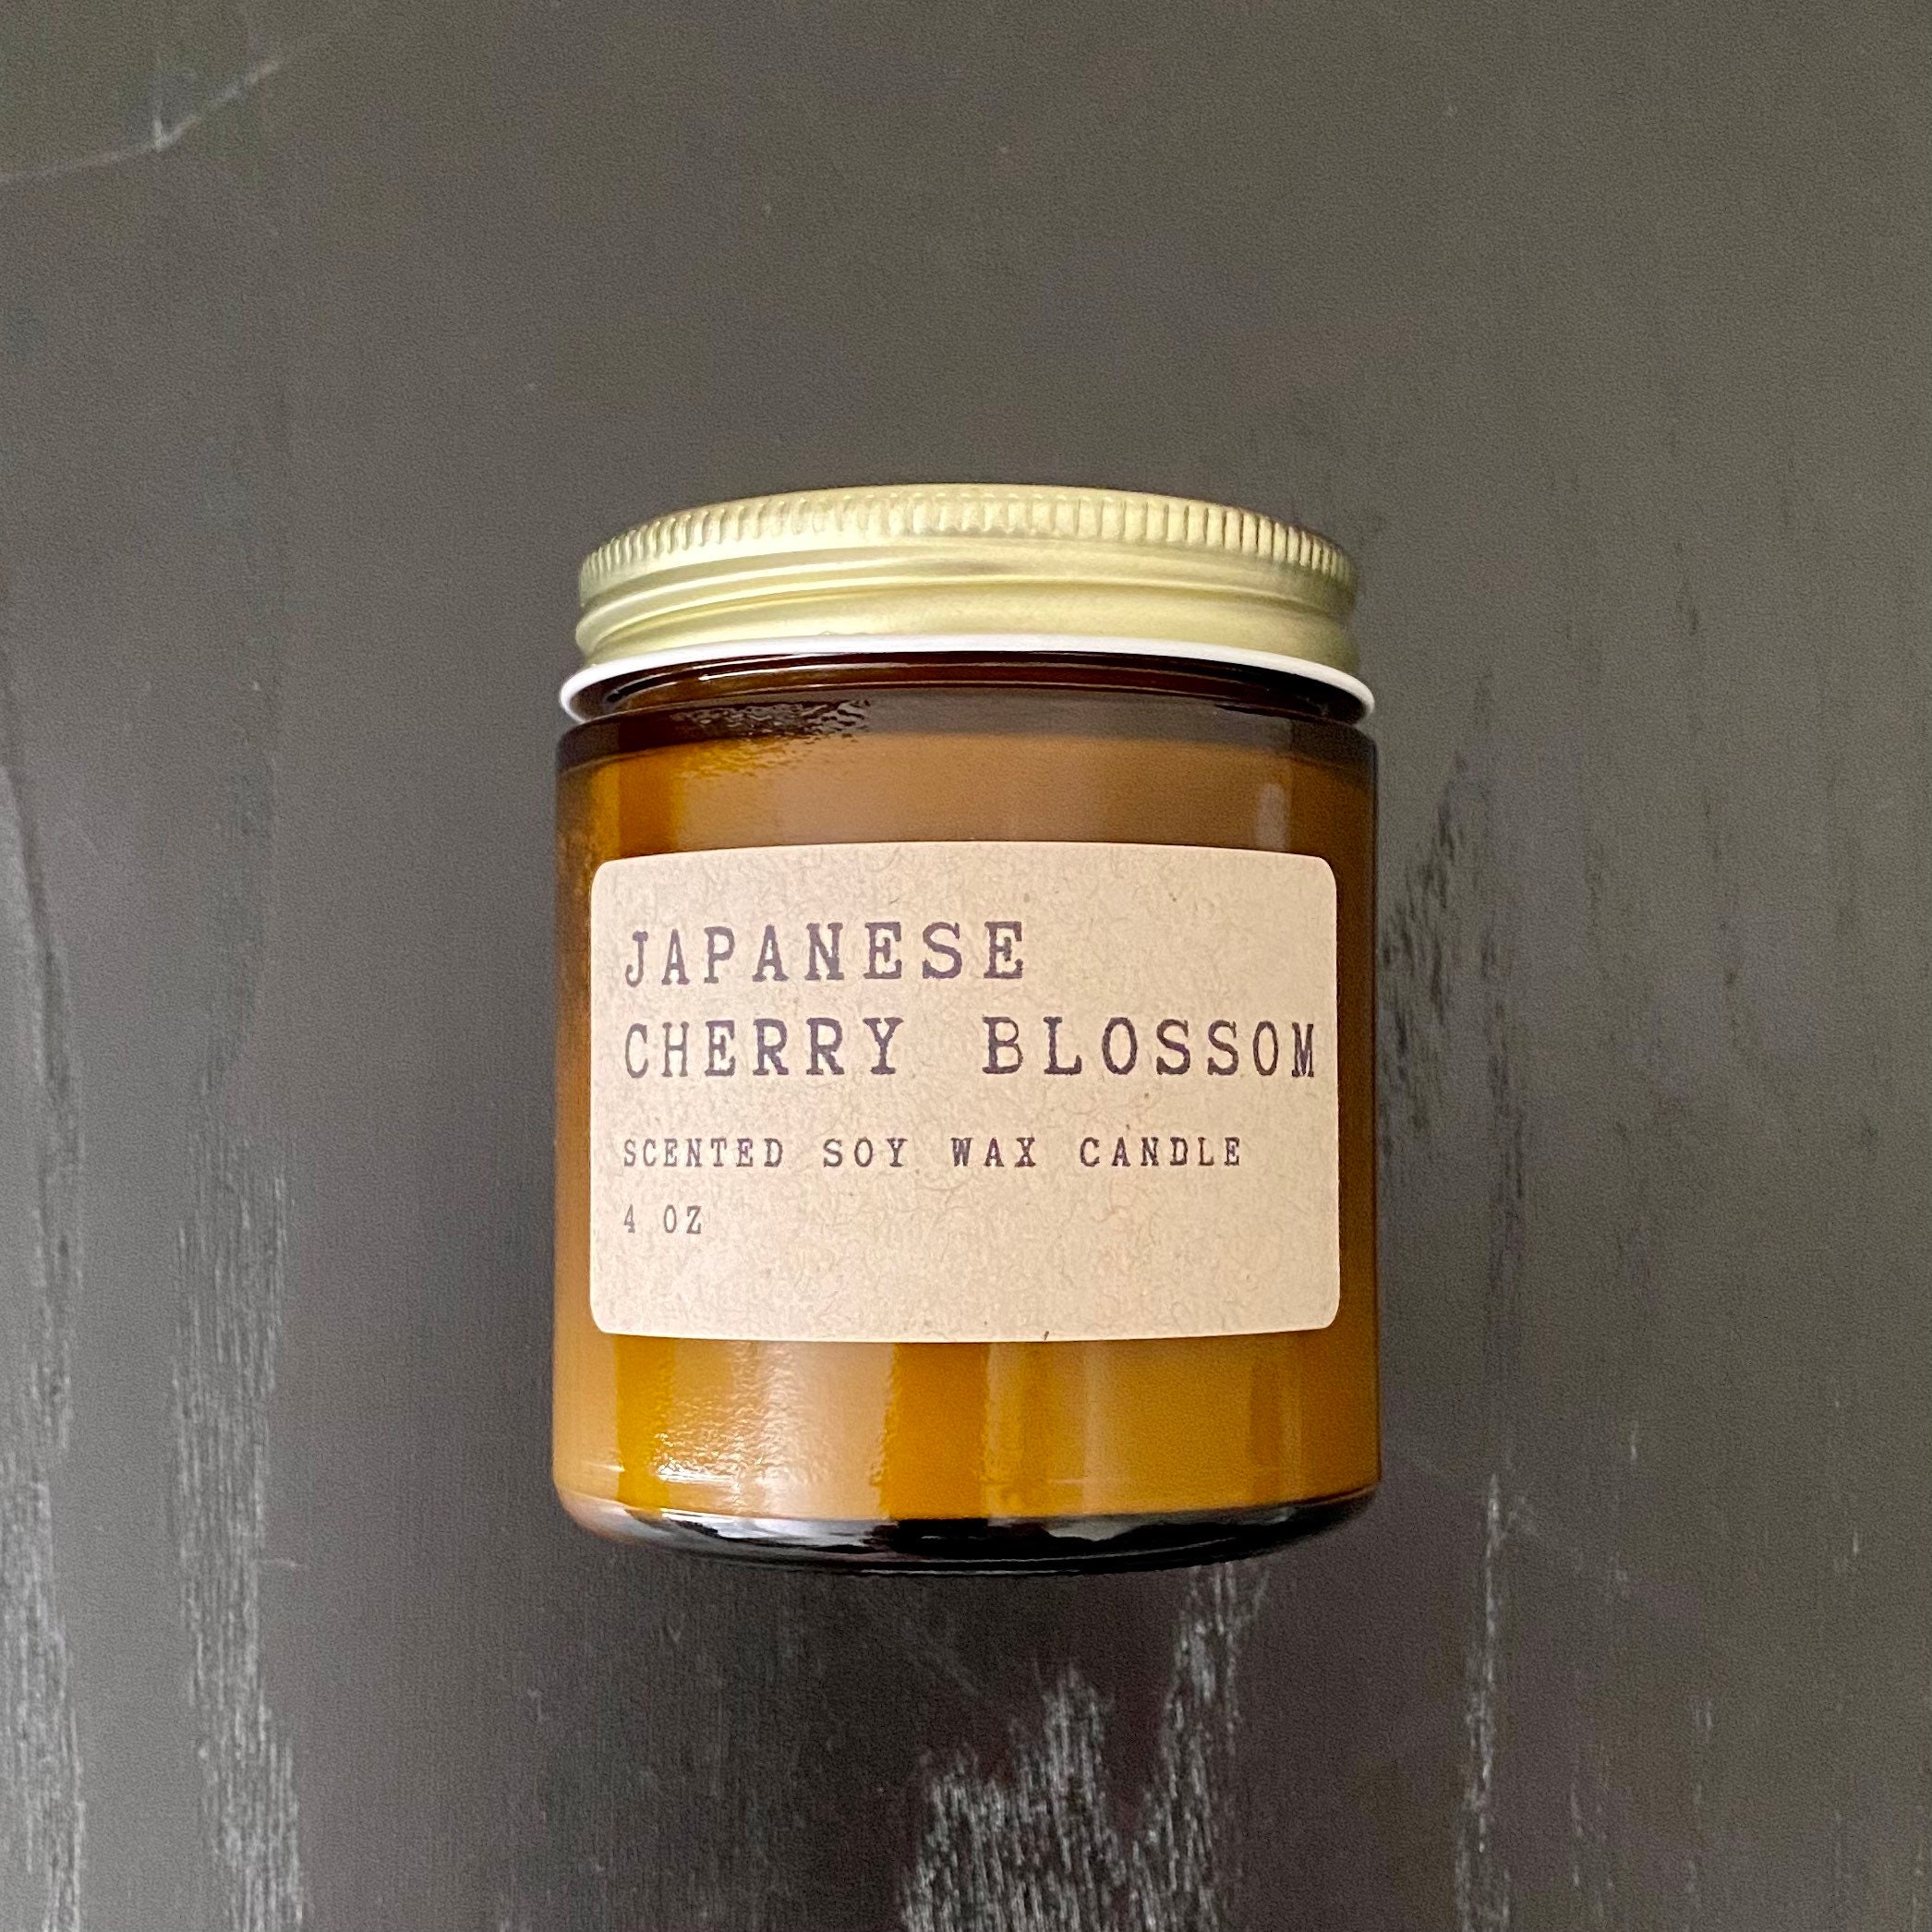 JAPANESE
CHERRY BLOSSOM
SCENTED SOY WAX CANDLE
4 OZ